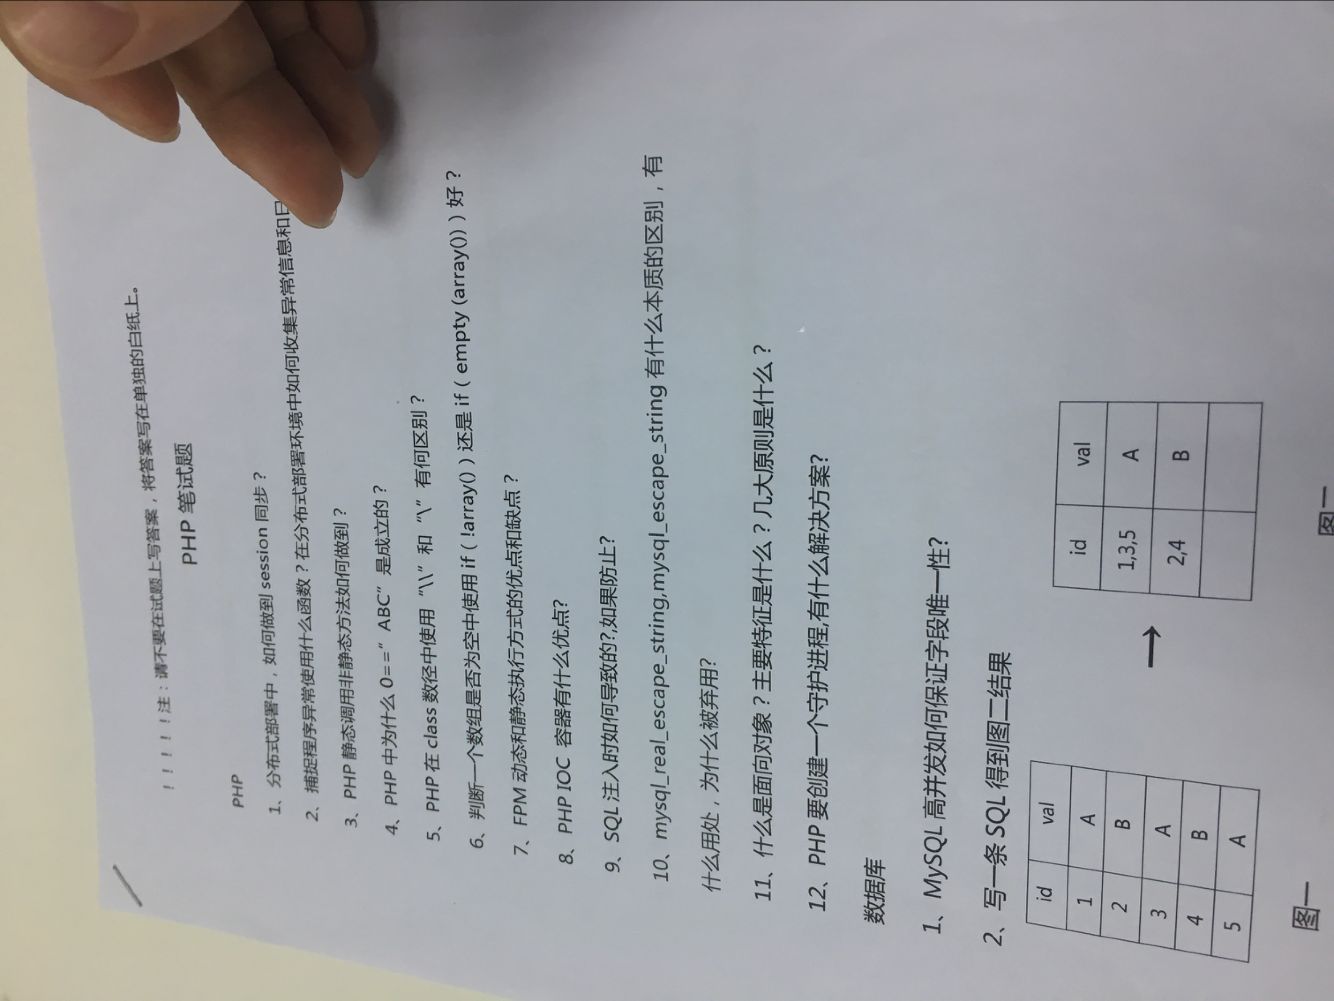 ！！！！！注：请不要在试题上写答案，将答案写在单独的白纸上。
PHP 笔试题
PHP
1、分布式部署中，如何做到 session 同步？
2、捕捉程序异常使用什么函数？在分布式部署环境中如何收集异常信息和日
3、PHP 静态调用非静态方法如何做到？
4、PHP 中为什么 0==”ABC”是成立的？
5、PHP 在 class 数径中使用“\\”和“\”有何区别？
6、判断一个数组是否为空中使用 if（!array()）还是 if（empty (array())）好？
7、FPM 动态和静态执行方式的优点和缺点？
8、PHP IOC 容器有什么优点?
9、SQL 注入时如何导致的?,如果防止?
10、mysql_real_escape_string,mysql_escape_string 有什么本质的区别，有
什么用处，为什么被弃用?
11、什么是面向对象？主要特征是什么？几大原则是什么？
12、PHP 要创建一个守护进程,有什么解决方案?
数据库
1、MySQL 高并发如何保证字段唯一性?
2、写一条 SQL 得到图二结果
id val
1 A
2 B
3 A
4 B
5 A
→
id val
1,3,5 A
2,4 B
图一
图二